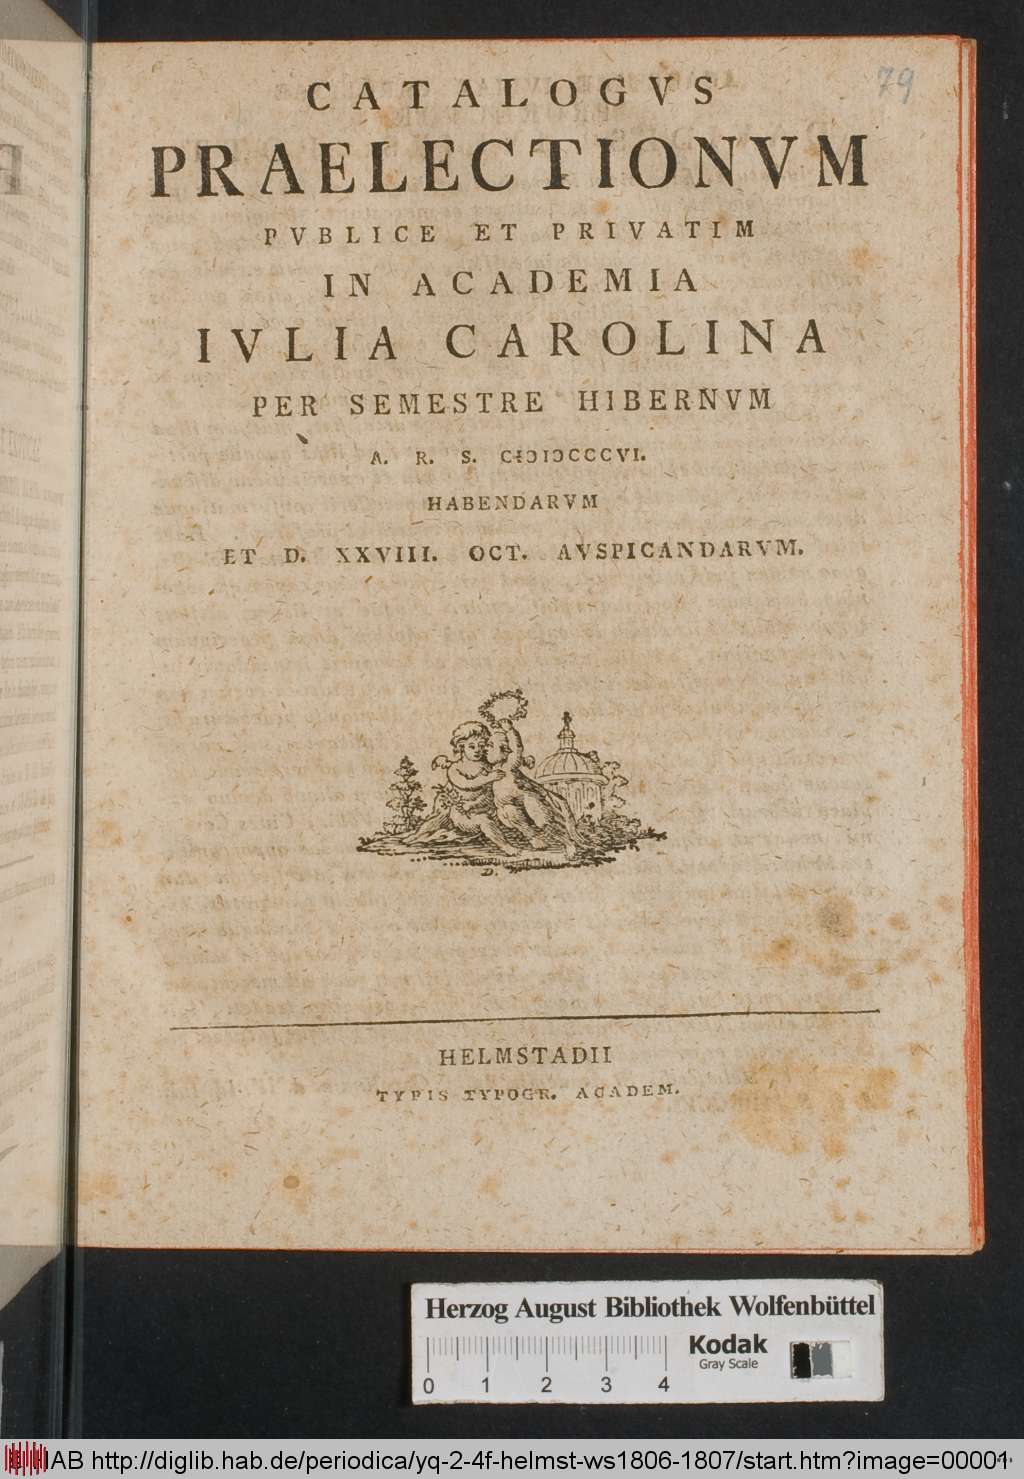 79
CATALOGVS
PRAELECTIONVM
PVBLICE ET PRIVATIM
IN ACADEMIA
IVLIA CAROLINA
PER SEMESTRE HIBERNVM
A. R. S. CIↃIↃCCCVI.
HABENDARVM
ET D. XXVIII. OCT. AVSPICANDARVM.
D.
HELMSTADII
TYPIS TYPOGR. ACADEM.
Herzog August Bibliothek Wolfenbüttel
Kodak
Gray Scale
0 1 2 3 4
HAB http://diglib.hab.de/periodica/yq-2-4f-helmst-ws1806-1807/start.htm?image=00001